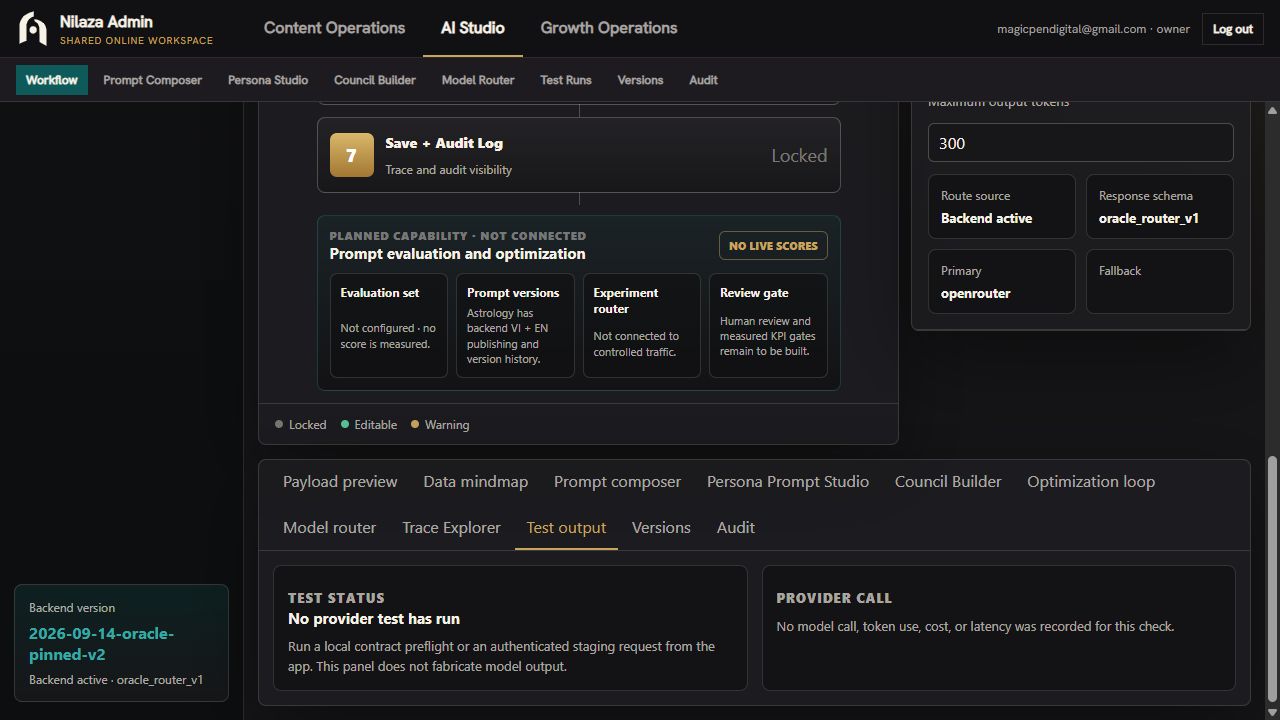 Nilaza Admin
SHARED ONLINE WORKSPACE
Content Operations
AI Studio
Growth Operations
magicpendigital@gmail.com · owner
Log out
Workflow
Prompt Composer
Persona Studio
Council Builder
Model Router
Test Runs
Versions
Audit
7
Save + Audit Log
Trace and audit visibility
Locked
PLANNED CAPABILITY · NOT CONNECTED
Prompt evaluation and optimization
NO LIVE SCORES
Evaluation set
Not configured · no
score is measured.
Prompt versions
Astrology has
backend VI + EN
publishing and
version history.
Experiment
router
Not connected to
controlled traffic.
Review gate
Human review and
measured KPI gates
remain to be built.
Locked
Editable
Warning
Maximum output tokens
300
Route source
Backend active
Response schema
oracle_router_v1
Primary
openrouter
Fallback
Payload preview
Data mindmap
Prompt composer
Persona Prompt Studio
Council Builder
Optimization loop
Model router
Trace Explorer
Test output
Versions
Audit
TEST STATUS
No provider test has run
Run a local contract preflight or an authenticated staging request from the
app. This panel does not fabricate model output.
PROVIDER CALL
No model call, token use, cost, or latency was recorded for this check.
Backend version
2026-09-14-oracle-
pinned-v2
Backend active · oracle_router_v1